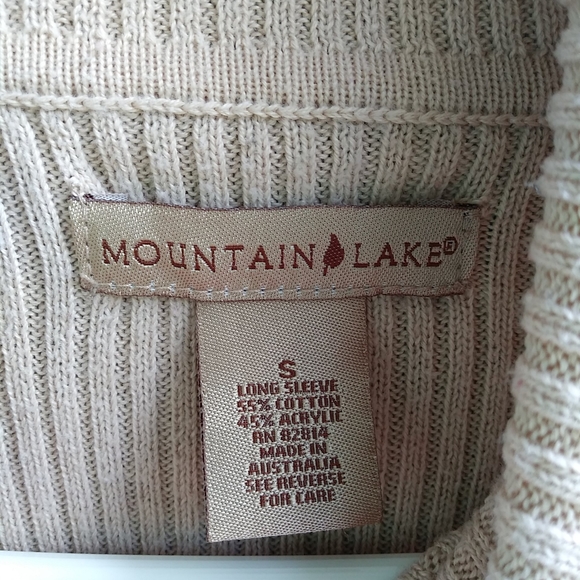 MOUNTAIN LAKE®
S
LONG SLEEVE
55% COTTON
45% ACRYLIC
RN 82814
MADE IN
AUSTRALIA
SEE REVERSE
FOR CARE